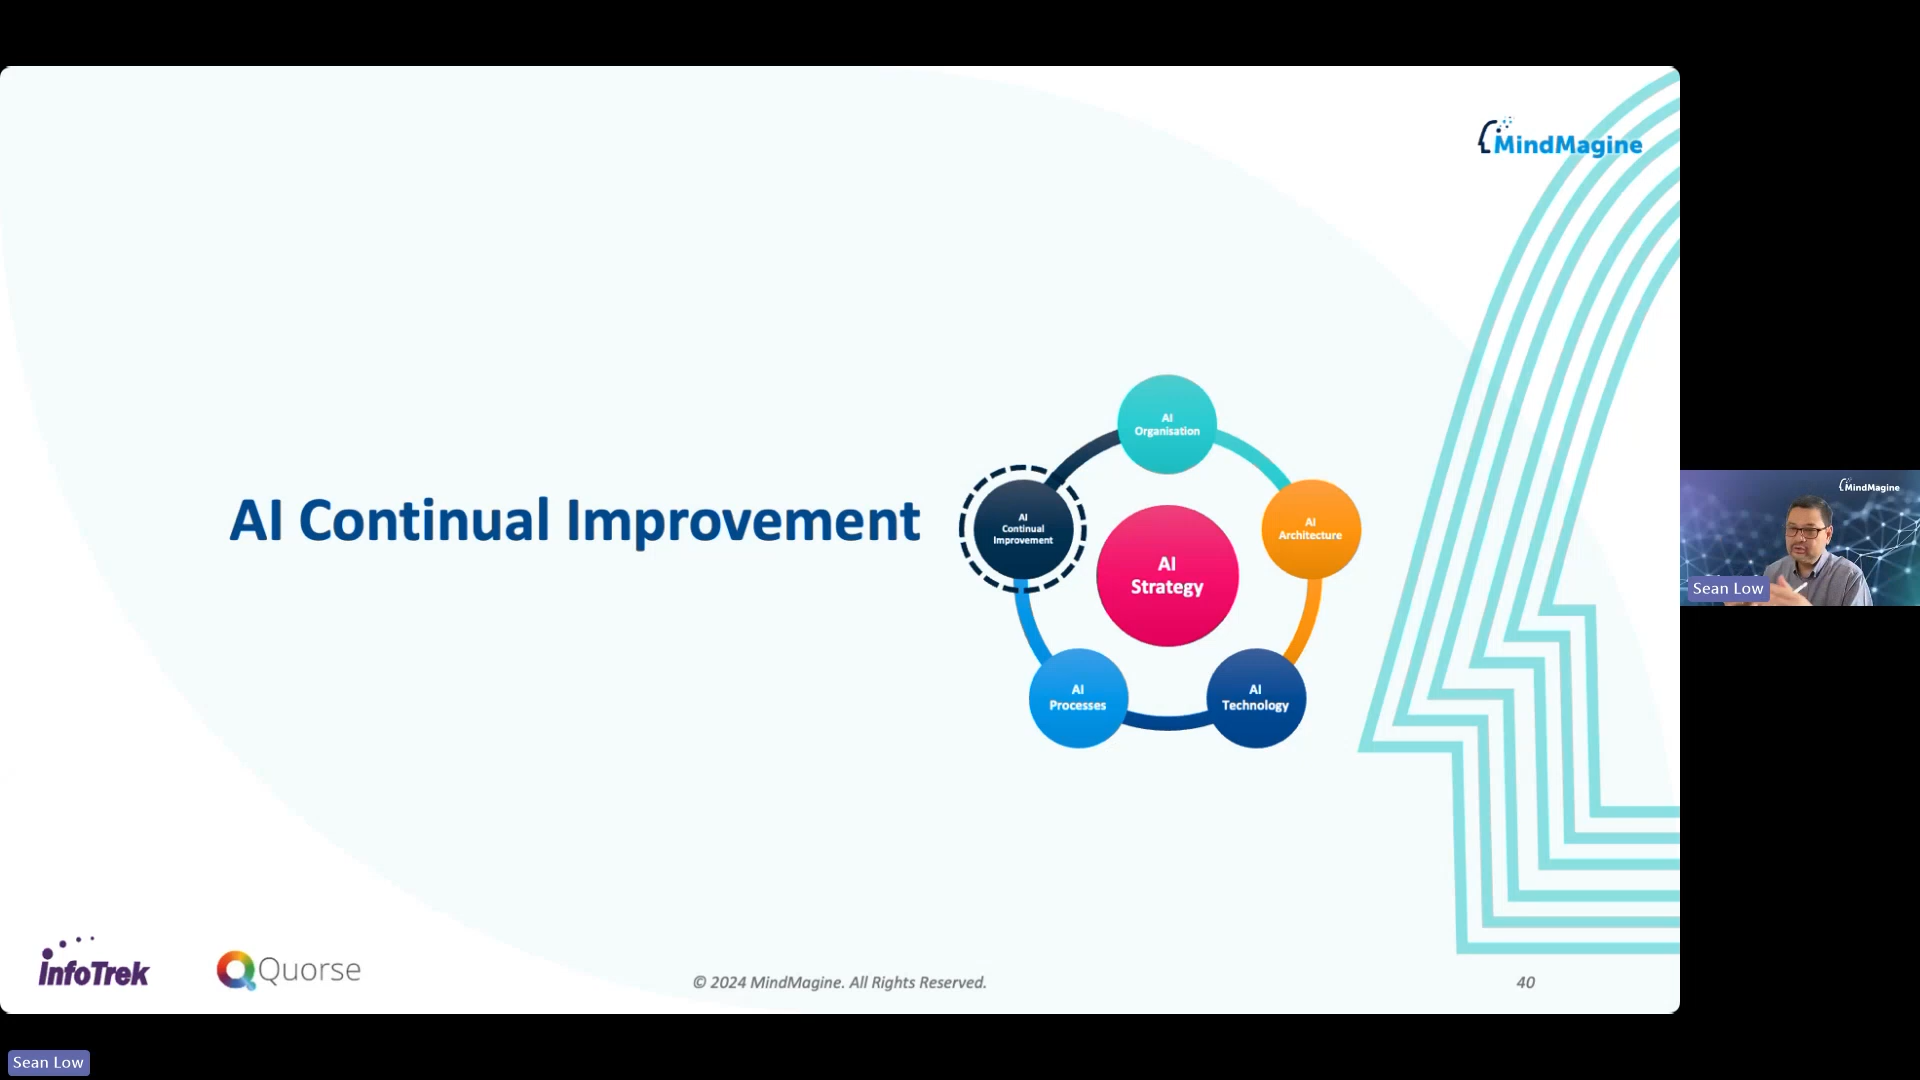 MindMagine
AI
Organisation
AI Continual Improvement
AI
Continual
Improvement
AI
Architecture
AI
Strategy
AI
Processes
AI
Technology
MindMagine
Sean Low
infoTrek
Quorse
© 2024 MindMagine. All Rights Reserved.
40
Sean Low